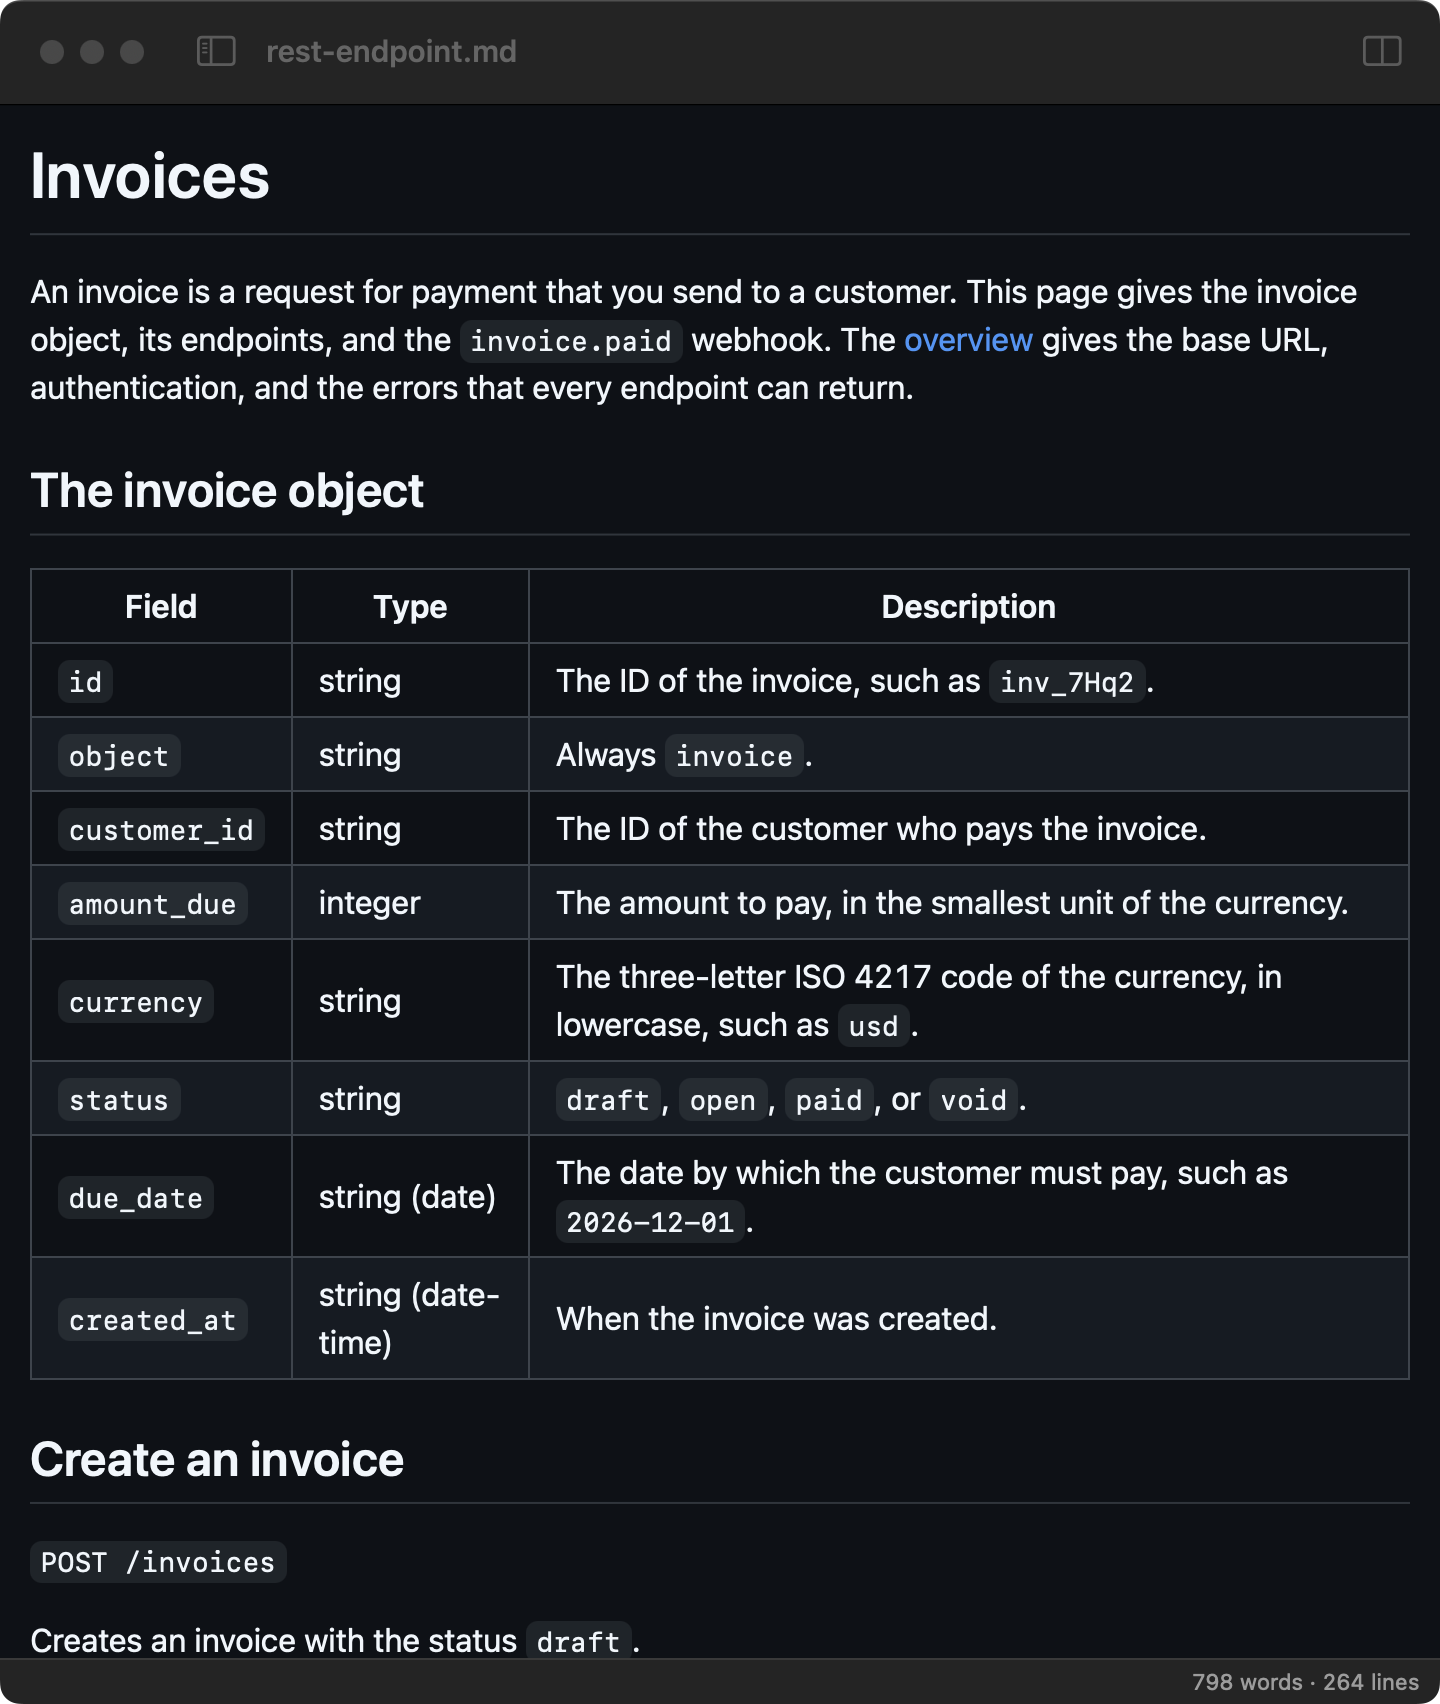 rest-endpoint.md
Invoices
An invoice is a request for payment that you send to a customer. This page gives the invoice
object, its endpoints, and the invoice.paid webhook. The overview gives the base URL,
authentication, and the errors that every endpoint can return.
The invoice object
Field Type Description
id string The ID of the invoice, such as inv_7Hq2.
object string Always invoice.
customer_id string The ID of the customer who pays the invoice.
amount_due integer The amount to pay, in the smallest unit of the currency.
currency string The three-letter ISO 4217 code of the currency, in
lowercase, such as usd.
status string draft, open, paid, or void.
due_date string (date) The date by which the customer must pay, such as
2026-12-01.
created_at string (date-
time) When the invoice was created.
Create an invoice
POST /invoices
Creates an invoice with the status draft.
798 words · 264 lines